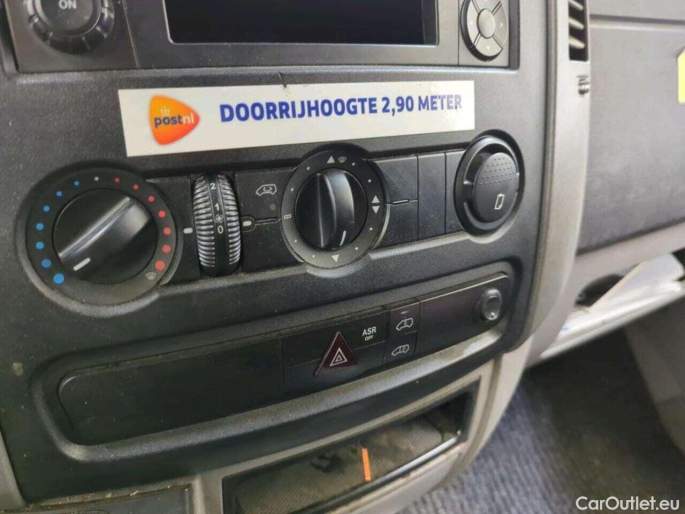 ON
postnl
DOORRIJHOOGTE 2,90 METER
2
1
0
ASR
OFF
CarOutlet.eu